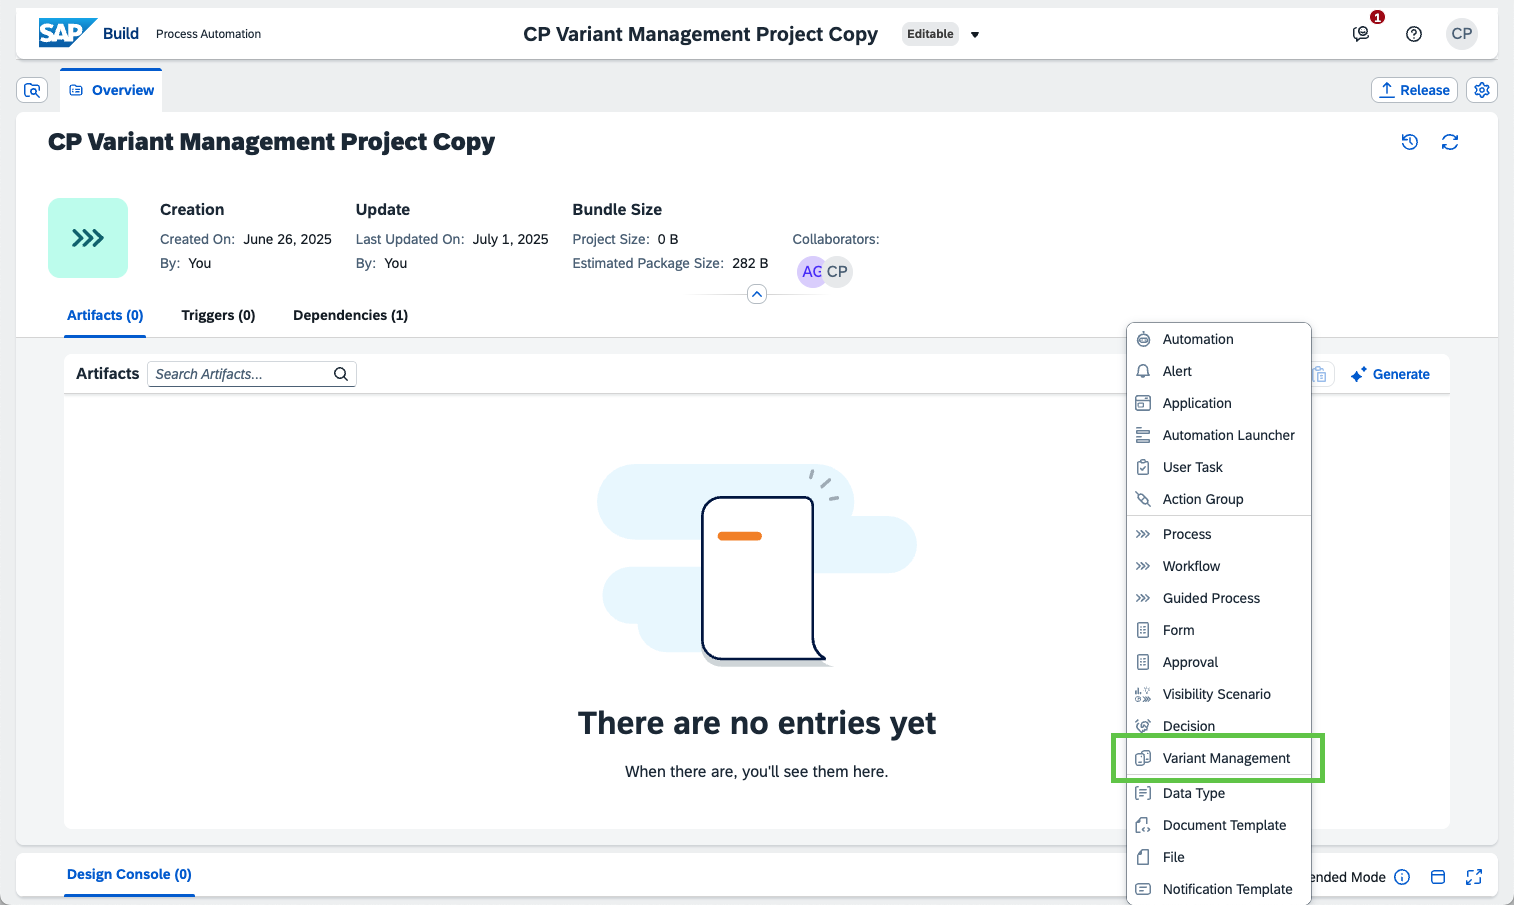 SAP Build Process Automation
CP Variant Management Project Copy Editable
1
CP
Overview
Release
CP Variant Management Project Copy
Creation
Created On: June 26, 2025
By: You
Update
Last Updated On: July 1, 2025
By: You
Bundle Size
Project Size: 0 B
Estimated Package Size: 282 B
Collaborators:
CP
Artifacts (0) Triggers (0) Dependencies (1)
Artifacts Search Artifacts...
Generate
There are no entries yet
When there are, you'll see them here.
Automation
Alert
Application
Automation Launcher
User Task
Action Group
Process
Workflow
Guided Process
Form
Approval
Visibility Scenario
Decision
Variant Management
Data Type
Document Template
File
Notification Template
Design Console (0)
ended Mode